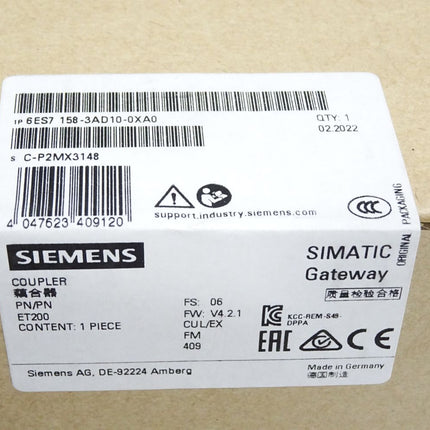 1P 6ES7 158-3AD10-0XA0
QTY: 1
02.2022
S C-P2MX3148
support.industry.siemens.com
4 047623 409120
CCC
ORIGINAL PACKAGING
SIEMENS
SIMATIC
Gateway
COUPLER
耦合器
PN/PN
ET200
CONTENT: 1 PIECE
FS: 06
FW: V4.2.1
CUL/EX
FM
409
质量检验合格
KCC-REM-S49-
DPPA
EAC CE
Siemens AG, DE-92224 Amberg
Made in Germany
德国制造